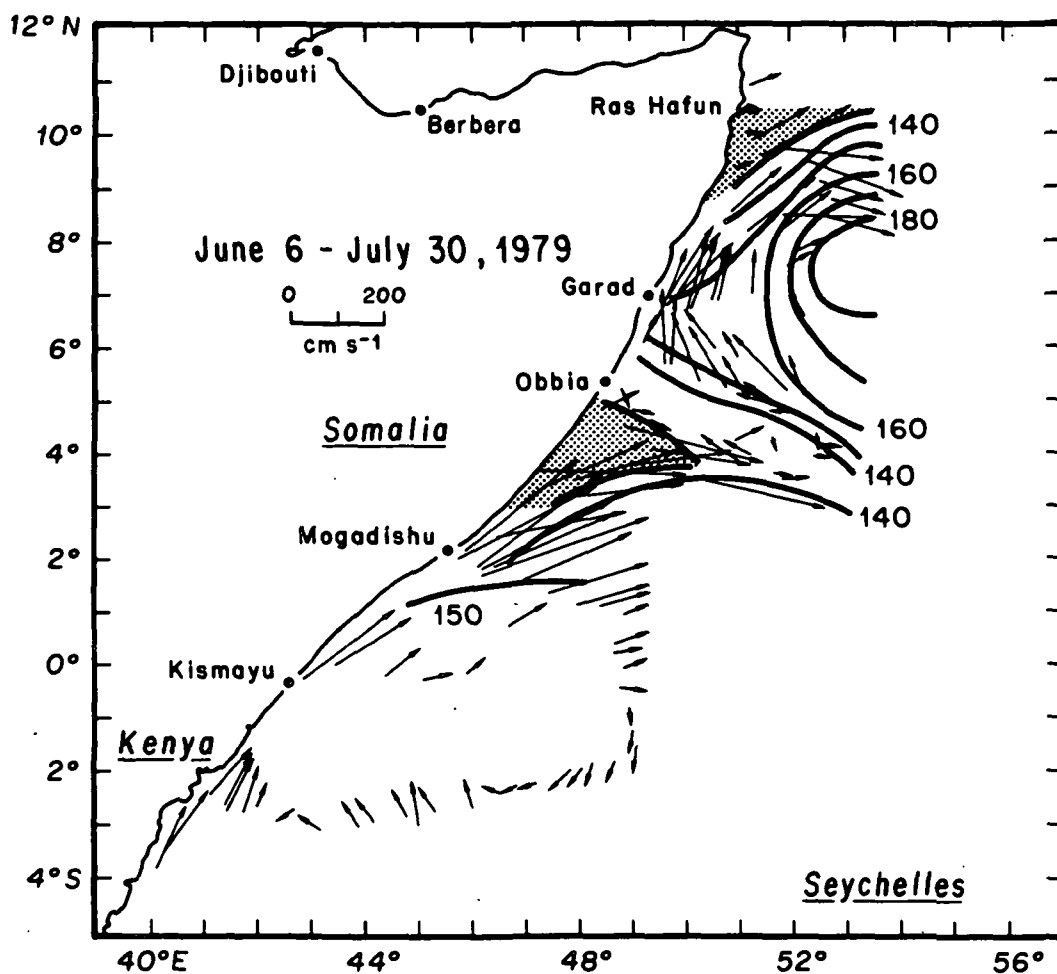 12° N
Djibouti
Berbera
Ras Hafun
10°
140
160
180
8°
June 6 - July 30, 1979
0 200
cm s⁻¹
Garad
6°
Obbia
Somalia
160
4°
140
140
Mogadishu
2°
150
0°
Kismayu
Kenya
2°
4°S
Seychelles
40°E 44° 48° 52° 56°